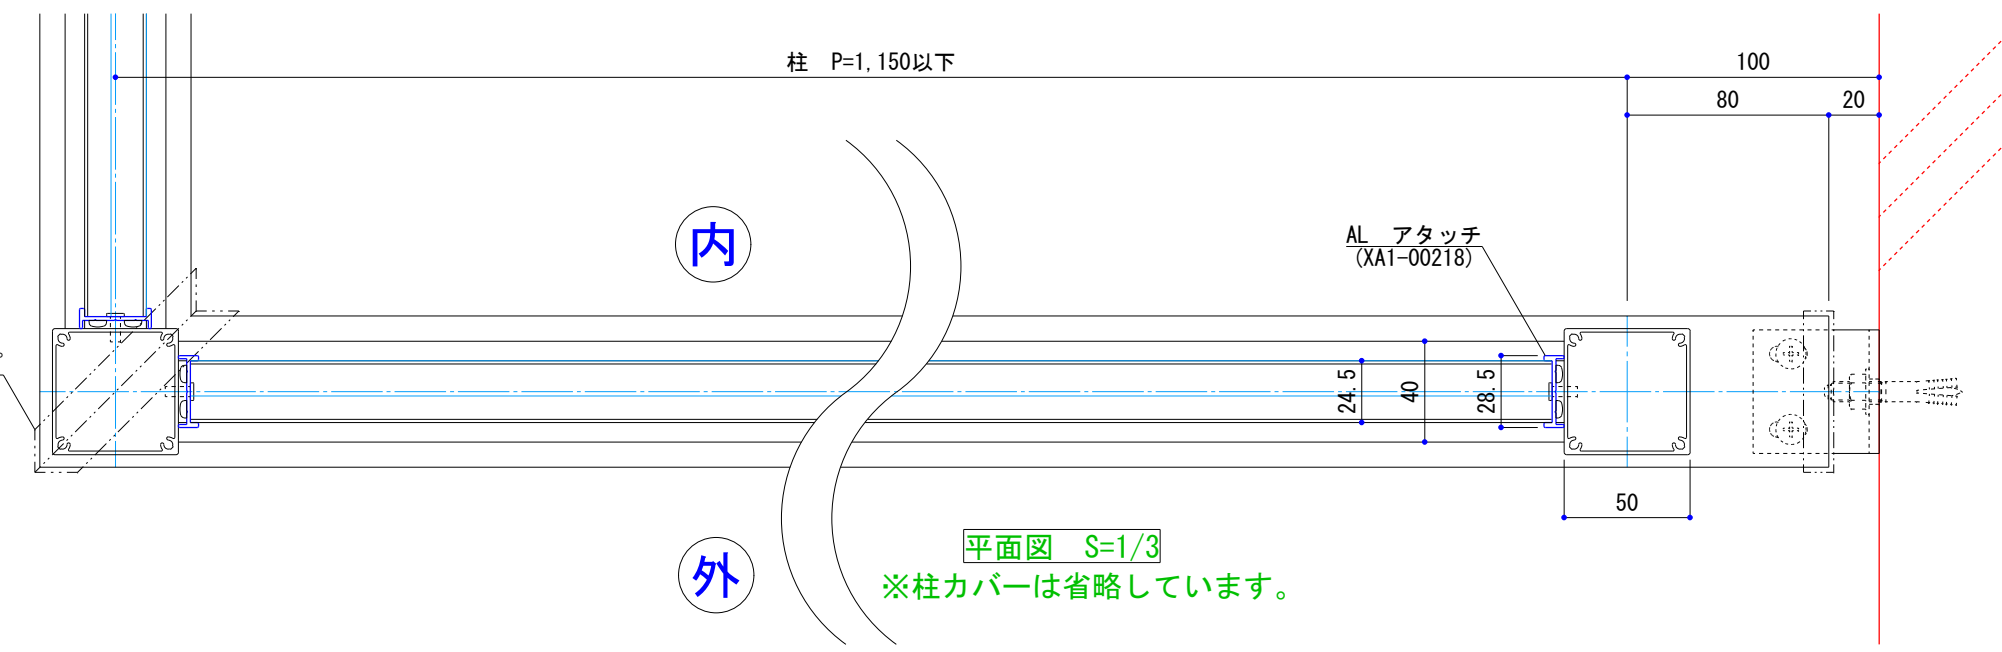 柱　P=1,150以下
100
80
20
内
AL　アタッチ
(XA1-00218)
24.5
40
28.5
50
外
平面図　S=1/3
※柱カバーは省略しています。